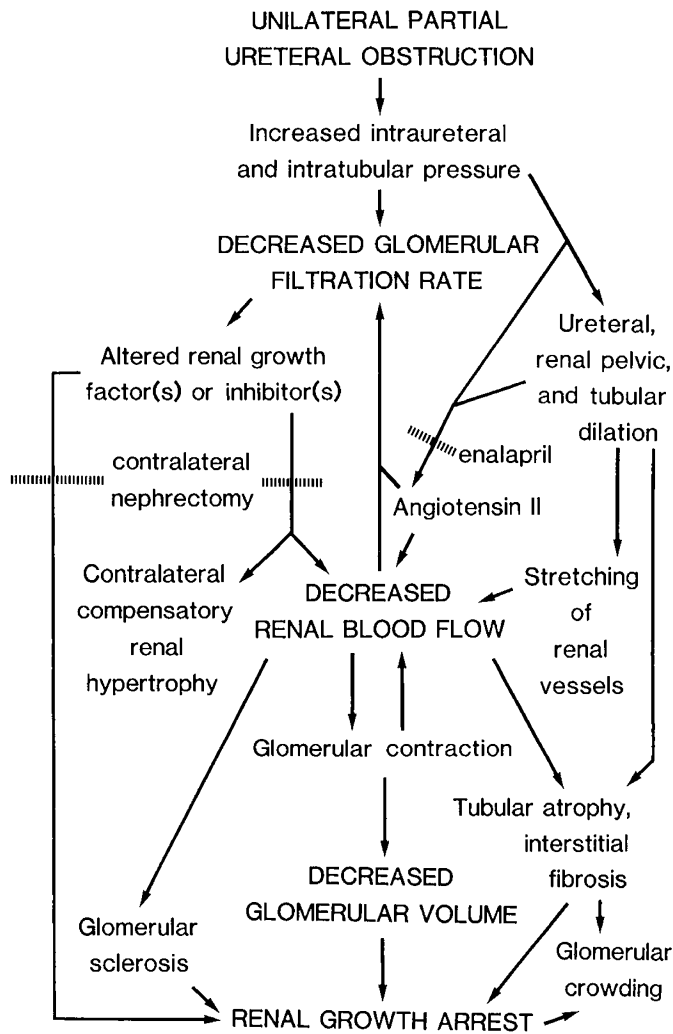 UNILATERAL PARTIAL
URETERAL OBSTRUCTION
Increased intraureteral
and intratubular pressure
DECREASED GLOMERULAR
FILTRATION RATE
Ureteral,
renal pelvic,
and tubular
dilation
Altered renal growth
factor(s) or inhibitor(s)
contralateral
nephrectomy
enalapril
Angiotensin II
Contralateral
compensatory
renal
hypertrophy
DECREASED
RENAL BLOOD FLOW
Stretching
of
renal
vessels
Glomerular contraction
Tubular atrophy,
interstitial
fibrosis
DECREASED
GLOMERULAR VOLUME
Glomerular
sclerosis
Glomerular
crowding
RENAL GROWTH ARREST